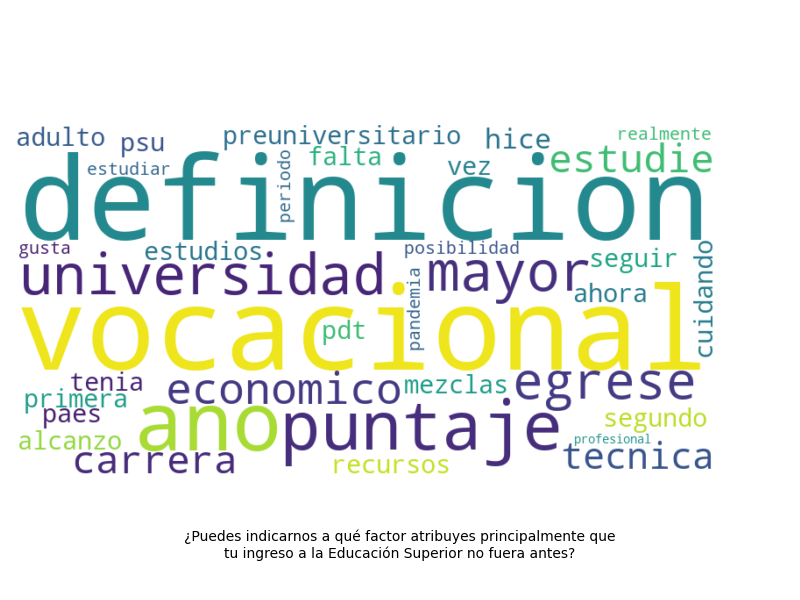 adulto psu preuniversitario hice realmente
estudiar periodo falta vez estudie
definicion
gusta estudios posibilidad seguir cuidando
universidad pandemia mayor ahora
vocacional
pdt
tenia economico mezclas egrese
primera
paes ano puntaje segundo
alcanzo profesional
carrera recursos tecnica
¿Puedes indicarnos a qué factor atribuyes principalmente que
tu ingreso a la Educación Superior no fuera antes?